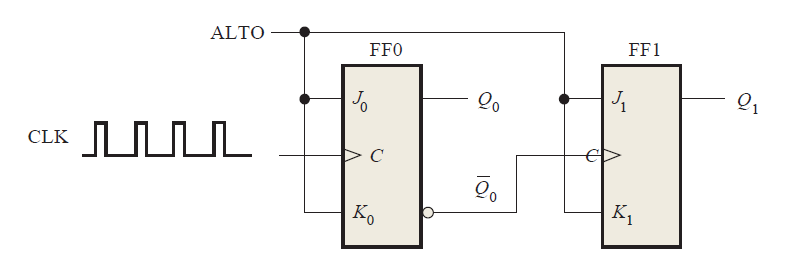 ALTO
FF0
FF1
J₀
Q₀
J₁
Q₁
CLK
C
C
Q̅₀
K₀
K₁